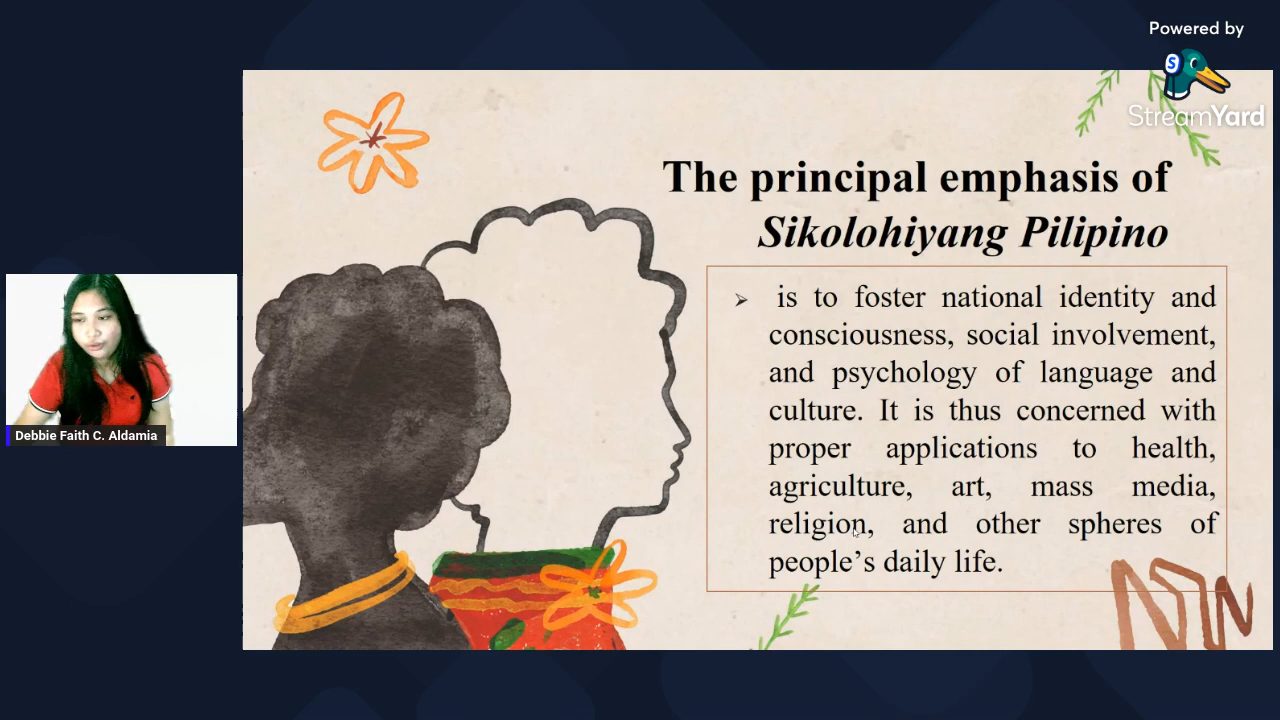 Powered by
StreamYard
The principal emphasis of
Sikolohiyang Pilipino
➢ is to foster national identity and
consciousness, social involvement,
and psychology of language and
culture. It is thus concerned with
proper applications to health,
agriculture, art, mass media,
religion, and other spheres of
people’s daily life.
Debbie Faith C. Aldamia